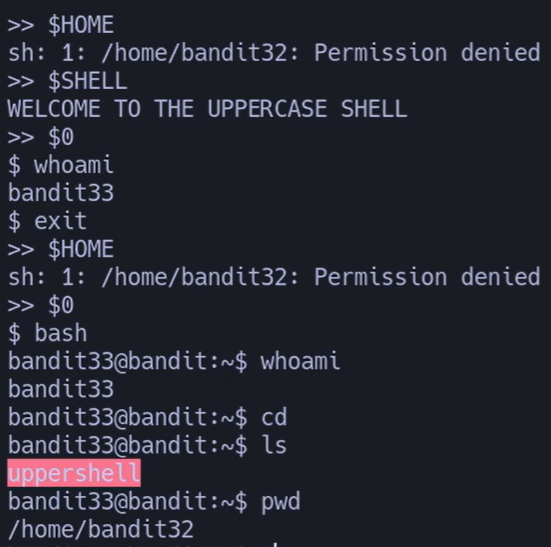 >> $HOME
sh: 1: /home/bandit32: Permission denied
>> $SHELL
WELCOME TO THE UPPERCASE SHELL
>> $0
$ whoami
bandit33
$ exit
>> $HOME
sh: 1: /home/bandit32: Permission denied
>> $0
$ bash
bandit33@bandit:~$ whoami
bandit33
bandit33@bandit:~$ cd
bandit33@bandit:~$ ls
uppershell
bandit33@bandit:~$ pwd
/home/bandit32